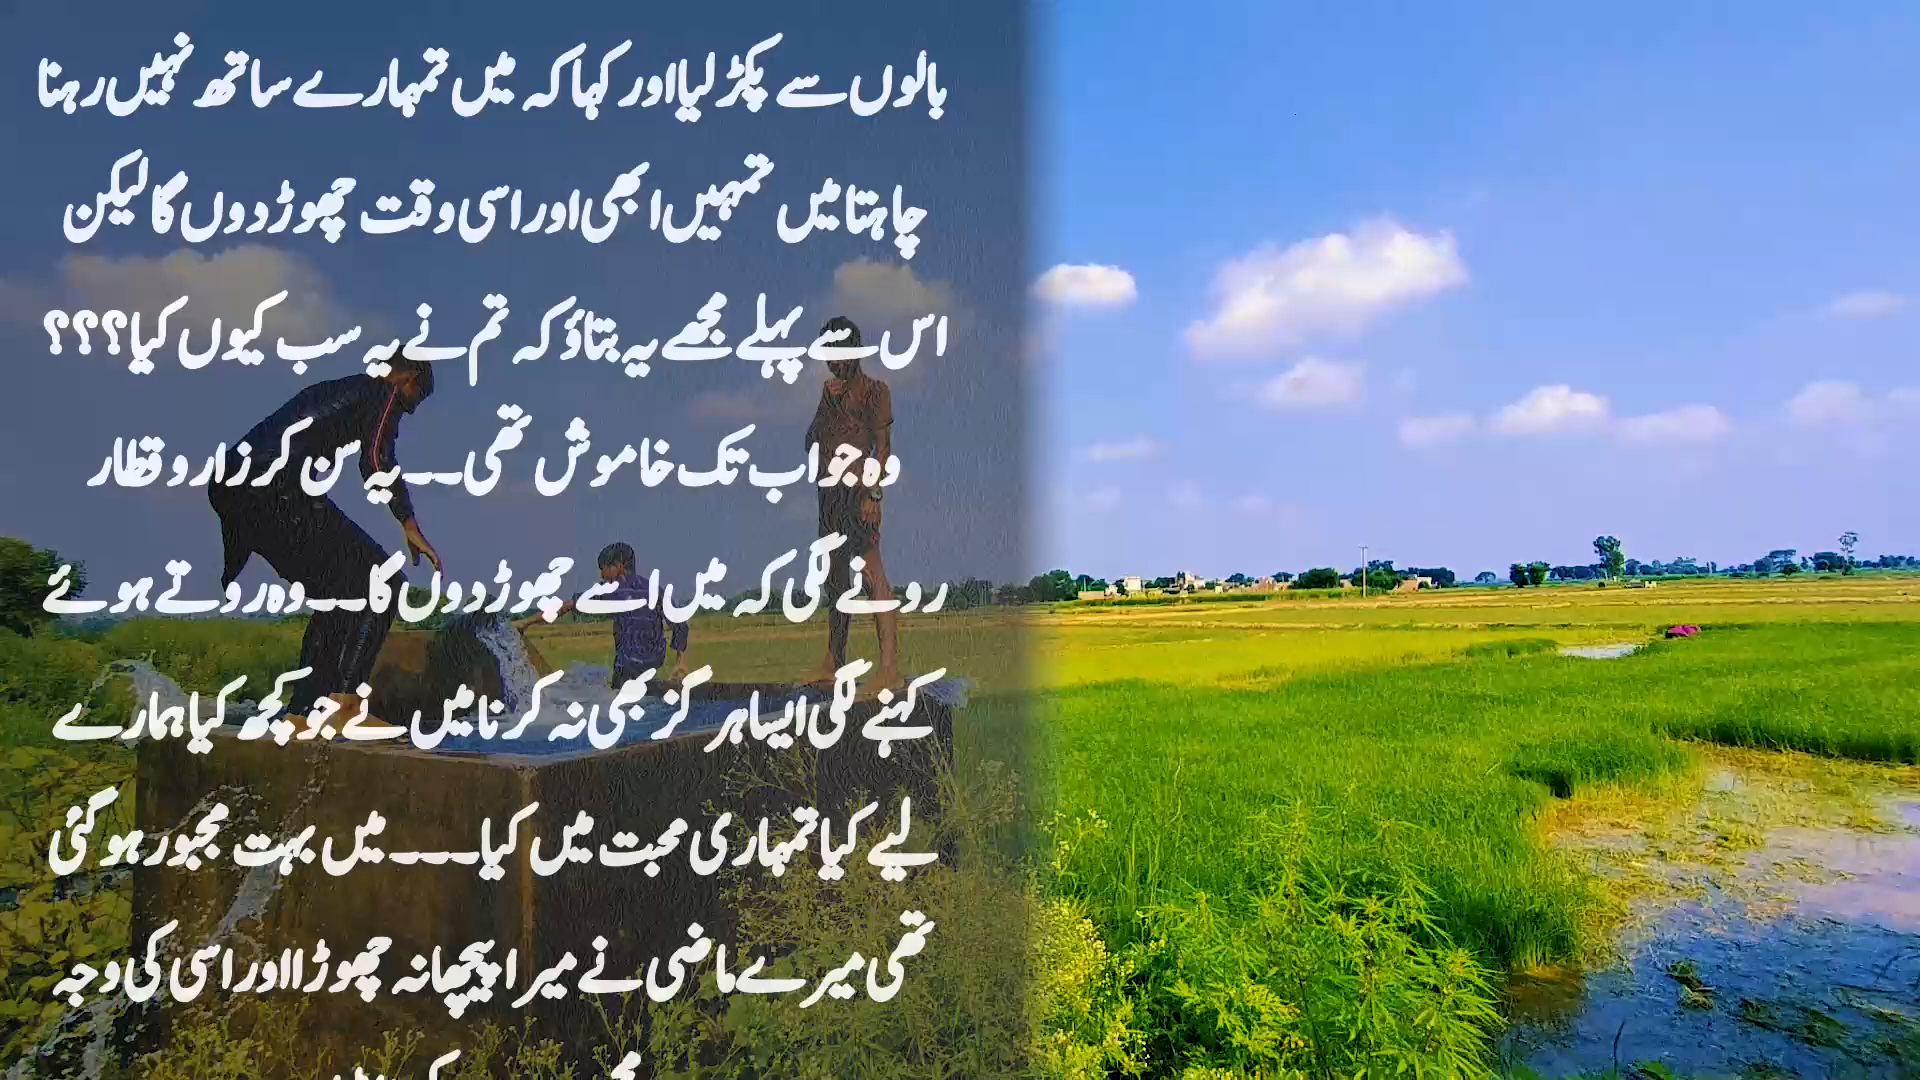 بالوں سے پکڑ لیا اور کہا کہ میں تمہارے ساتھ نہیں رہنا
چاہتا میں تمہیں ابھی اور اسی وقت چھوڑ دوں گا لیکن
اس سے پہلے مجھے یہ بتاؤ کہ تم نے یہ سب کیوں کیا؟؟؟
وہ جو اب تک خاموش تھی۔۔یہ سن کر زار و قطار
رونے لگی کہ میں اسے چھوڑ دوں گا۔۔۔وہ روتے ہوئے
کہنے لگی ایسا ہر گز بھی نہ کرنا میں نے جو کچھ کیا ہمارے
لیے کیا تمہاری محبت میں کیا۔۔۔۔ میں بہت مجبور ہو گئی
تھی میرے ماضی نے میرا پیچھا نہ چھوڑا اور اسی کی وجہ